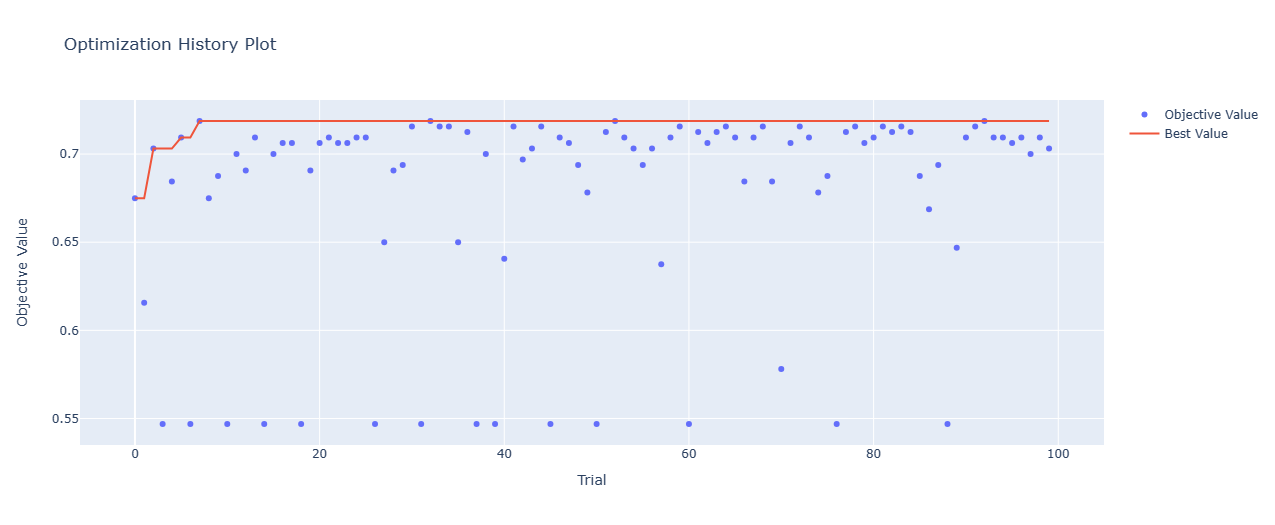 Optimization History Plot
Objective Value
Best Value
0.7
0.65
0.6
0.55
Objective Value
0
20
40
60
80
100
Trial